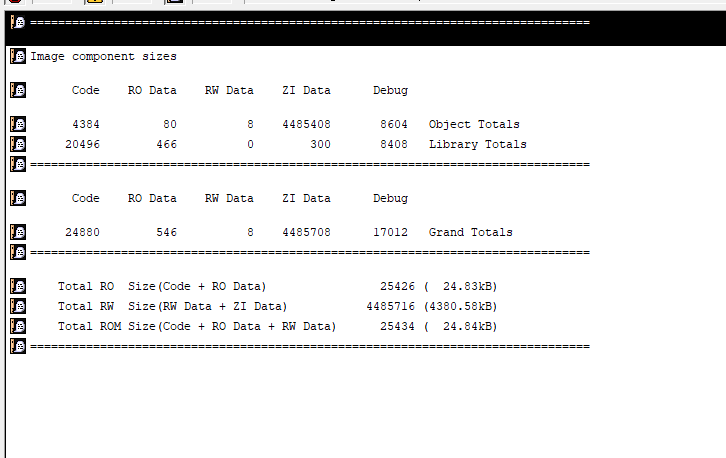 ================================================================================
Image component sizes
Code RO Data RW Data ZI Data Debug
4384 80 8 4485408 8604 Object Totals
20496 466 0 300 8408 Library Totals
================================================================================
Code RO Data RW Data ZI Data Debug
24880 546 8 4485708 17012 Grand Totals
================================================================================
Total RO Size(Code + RO Data) 25426 ( 24.83kB)
Total RW Size(RW Data + ZI Data) 4485716 (4380.58kB)
Total ROM Size(Code + RO Data + RW Data) 25434 ( 24.84kB)
================================================================================